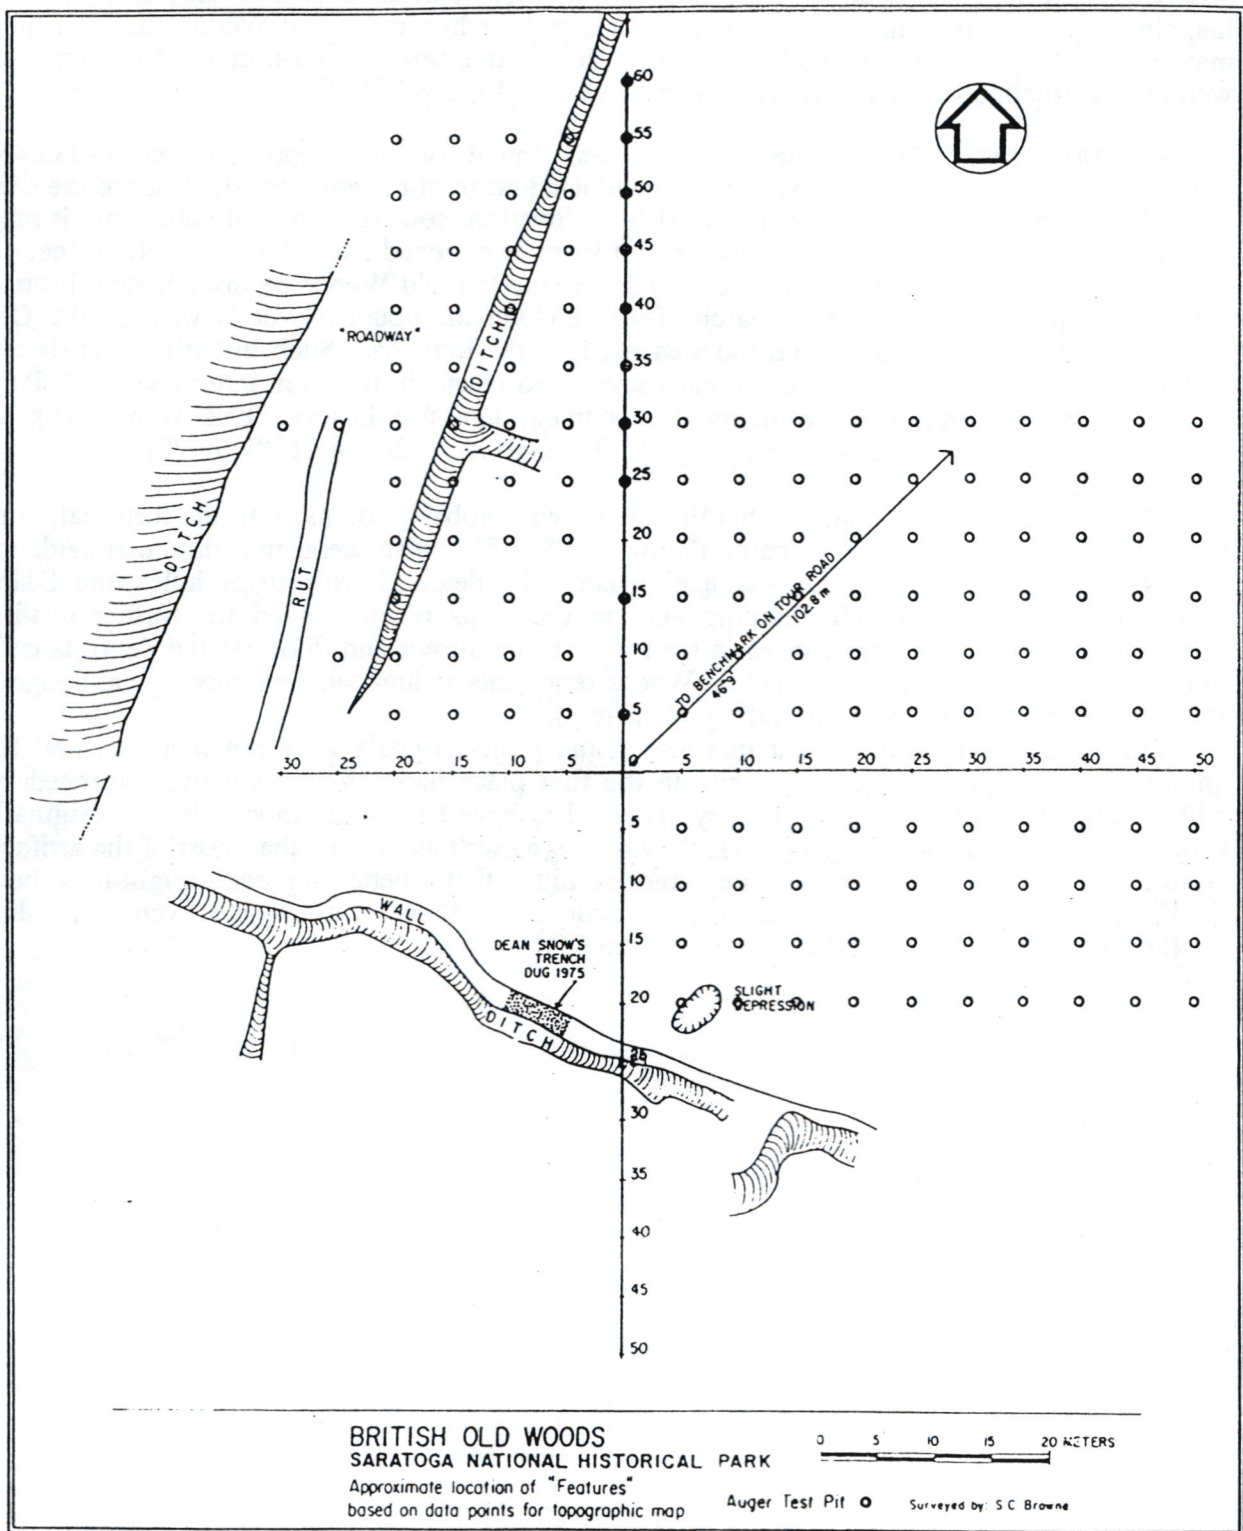 60
55
50
45
40
"ROADWAY"
DITCH
35
30
25
DITCH
RUT
20
15
TO BENCHMARK ON TOUR ROAD
102.8 m
46°9'
10
5
30 25 20 15 10 5 0 5 10 15 20 25 30 35 40 45 50
5
10
WALL
15
DEAN SNOW'S
TRENCH
DUG 1975
20
SLIGHT
DEPRESSION
DITCH
25
30
35
40
45
50
BRITISH OLD WOODS
SARATOGA NATIONAL HISTORICAL PARK
Approximate location of "Features"
based on data points for topographic map
0 5 10 15 20 METERS
Auger Test Pit
Surveyed by: S C Browne